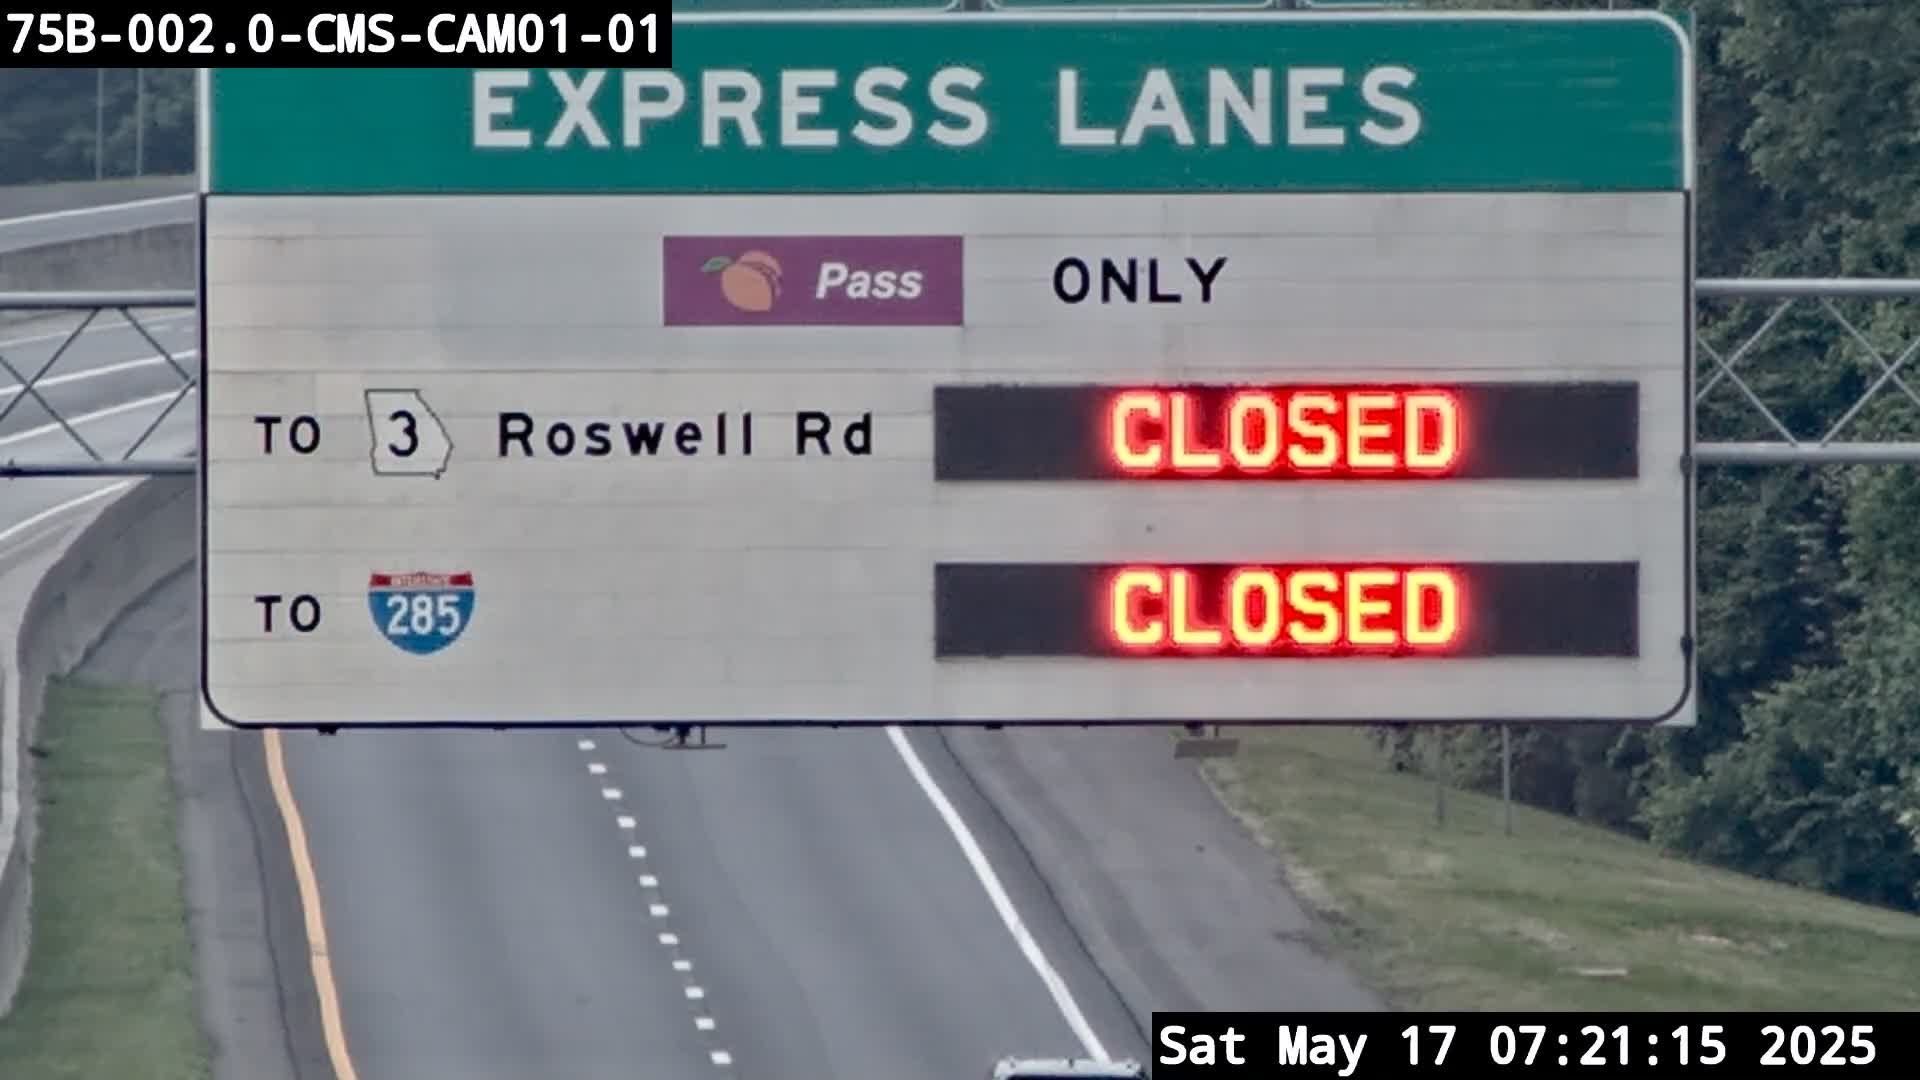 75B-002.0-CMS-CAM01-01
EXPRESS LANES
Pass ONLY
TO 3 Roswell Rd CLOSED
INTERSTATE
TO 285 CLOSED
Sat May 17 07:21:15 2025